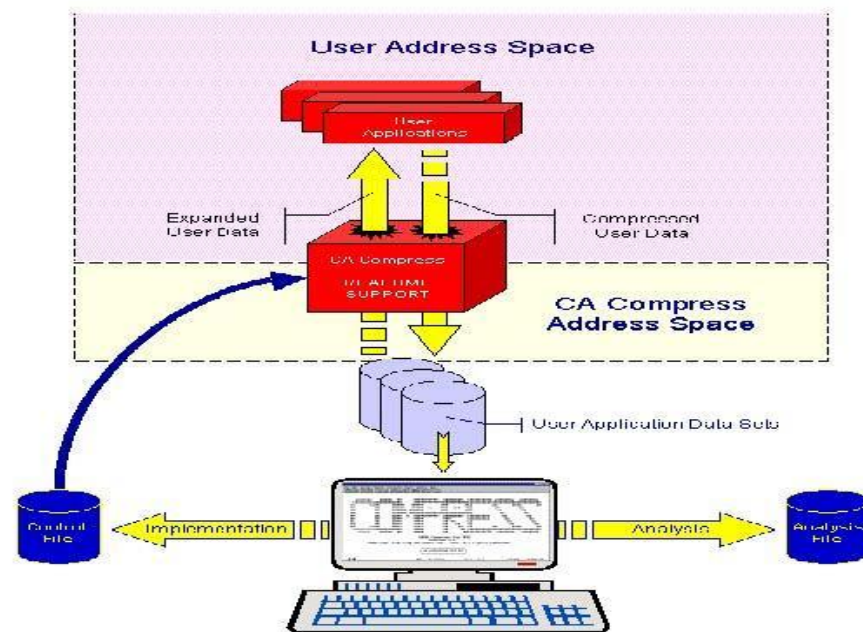 User Address Space
User
Applications
Expanded
User Data
Compressed
User Data
CA Compress
SUPPORT
CA Compress
Address Space
User Application Data Sets
COMPRESS
Control
File
Implementation
Analysis
Analysis
File